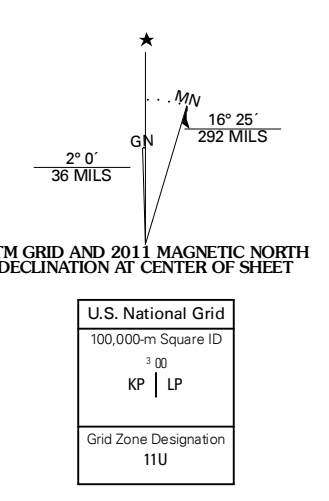 ★
MN
GN
16° 25´
292 MILS
2° 0´
36 MILS
TM GRID AND 2011 MAGNETIC NORTH
DECLINATION AT CENTER OF SHEET
U.S. National Grid
100,000-m Square ID
3 00
KP LP
Grid Zone Designation
11U